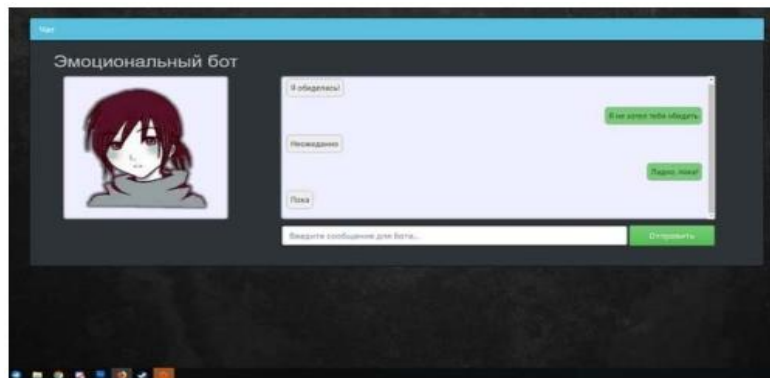 Чат
Эмоциональный бот
Я обиделась!
Я не хотел тебя обидеть
Неожиданно
Ладно, пока!
Пока
Введите сообщение для бота...
Отправить